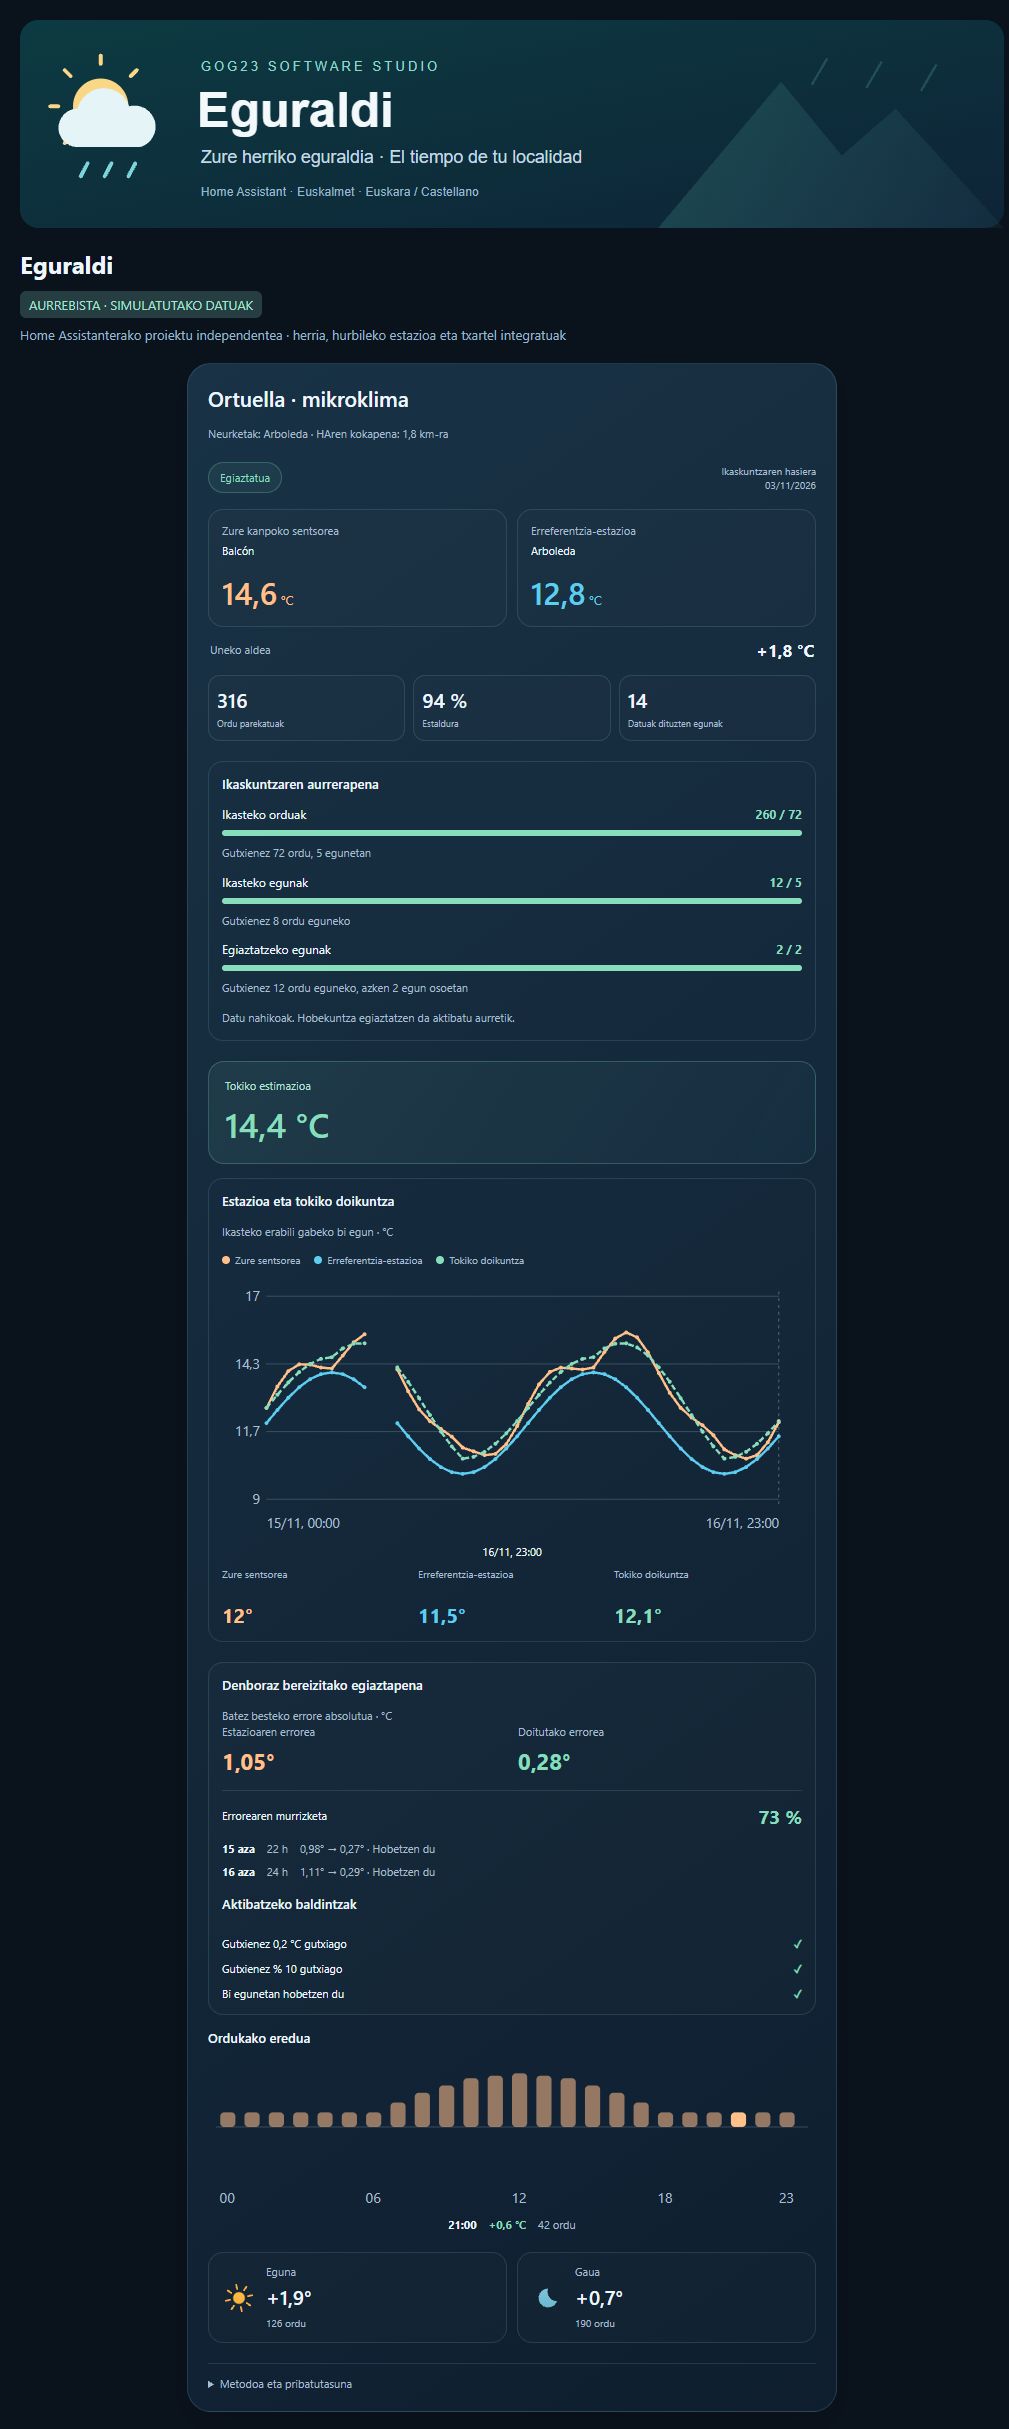 GOG23 SOFTWARE STUDIO
Eguraldi
Zure herriko eguraldia · El tiempo de tu localidad
Home Assistant · Euskalmet · Euskara / Castellano
Eguraldi
AURREBISTA · SIMULATUTAKO DATUAK
Home Assistanterako proiektu independentea · herria, hurbileko estazioa eta txartel integratuak
Ortuella · mikroklima
Neurketak: Arboleda · HAren kokapena: 1,8 km-ra
Egiaztatua
Ikaskuntzaren hasiera
03/11/2026
Zure kanpoko sentsorea
Balcón
14,6 °C
Erreferentzia-estazioa
Arboleda
12,8 °C
Uneko aldea +1,8 °C
316
Ordu parekatuak
94 %
Estaldura
14
Datuak dituzten egunak
Ikaskuntzaren aurrerapena
Ikasteko orduak 260 / 72
Gutxienez 72 ordu, 5 egunetan
Ikasteko egunak 12 / 5
Gutxienez 8 ordu eguneko
Egiaztatzeko egunak 2 / 2
Gutxienez 12 ordu eguneko, azken 2 egun osoetan
Datu nahikoak. Hobekuntza egiaztatzen da aktibatu aurretik.
Tokiko estimazioa
14,4 °C
Estazioa eta tokiko doikuntza
Ikasteko erabili gabeko bi egun · °C
Zure sentsorea Erreferentzia-estazioa Tokiko doikuntza
17
14,3
11,7
9
15/11, 00:00 16/11, 23:00
16/11, 23:00
Zure sentsorea Erreferentzia-estazioa Tokiko doikuntza
12° 11,5° 12,1°
Denboraz bereizitako egiaztapena
Batez besteko errore absolutua · °C
Estazioaren errorea Doitutako errorea
1,05° 0,28°
Errorearen murrizketa 73 %
15 aza 22 h 0,98° → 0,27° · Hobetzen du
16 aza 24 h 1,11° → 0,29° · Hobetzen du
Aktibatzeko baldintzak
Gutxienez 0,2 °C gutxiago ✓
Gutxienez % 10 gutxiago ✓
Bi egunetan hobetzen du ✓
Ordukako eredua
00 06 12 18 23
21:00 +0,6 °C 42 ordu
Eguna
+1,9°
126 ordu
Gaua
+0,7°
190 ordu
▶ Metodoa eta pribatutasuna